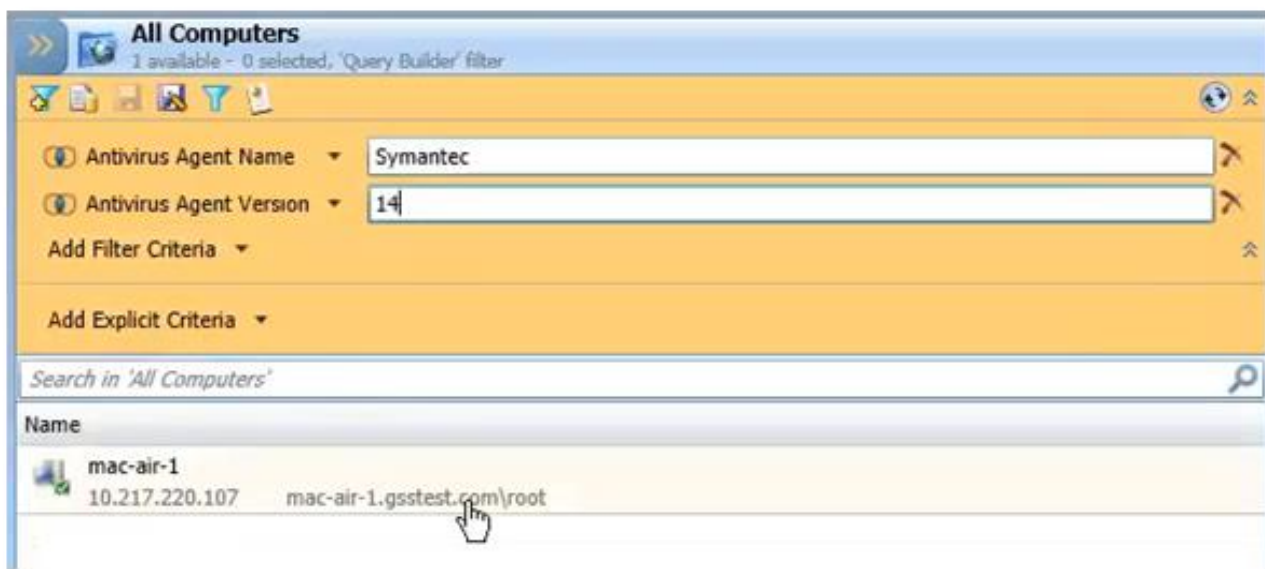 All Computers
1 available - 0 selected, 'Query Builder' filter
Antivirus Agent Name Symantec
Antivirus Agent Version 14
Add Filter Criteria
Add Explicit Criteria
Search in 'All Computers'
Name
mac-air-1
10.217.220.107 mac-air-1.gsstest.com\root